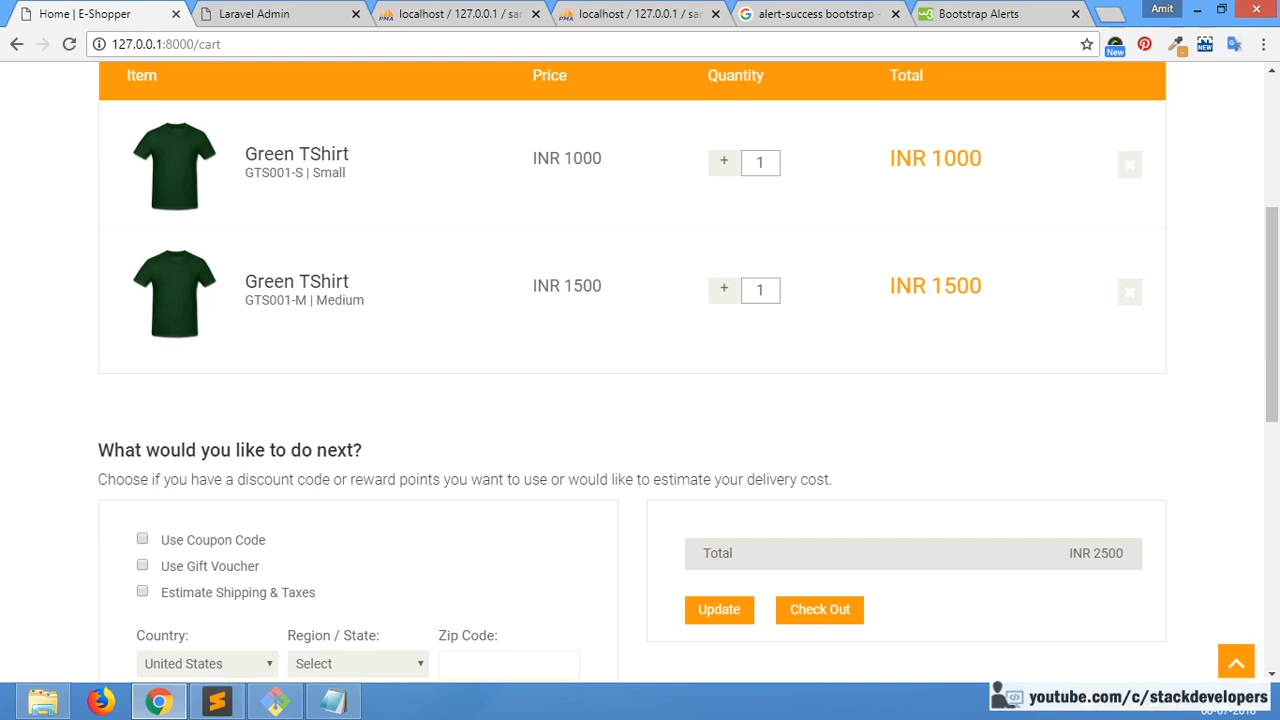 Home | E-Shopper
Laravel Admin
localhost / 127.0.0.1 / sar
localhost / 127.0.0.1 / sar
alert-success bootstrap -
Bootstrap Alerts
Amit
127.0.0.1:8000/cart
New
NEW
Item Price Quantity Total
Green TShirt
GTS001-S | Small
INR 1000
+ 1
INR 1000
Green TShirt
GTS001-M | Medium
INR 1500
+ 1
INR 1500
What would you like to do next?
Choose if you have a discount code or reward points you want to use or would like to estimate your delivery cost.
Use Coupon Code
Use Gift Voucher
Estimate Shipping & Taxes
Country: Region / State: Zip Code:
United States Select
Total INR 2500
Update Check Out
youtube.com/c/stackdevelopers